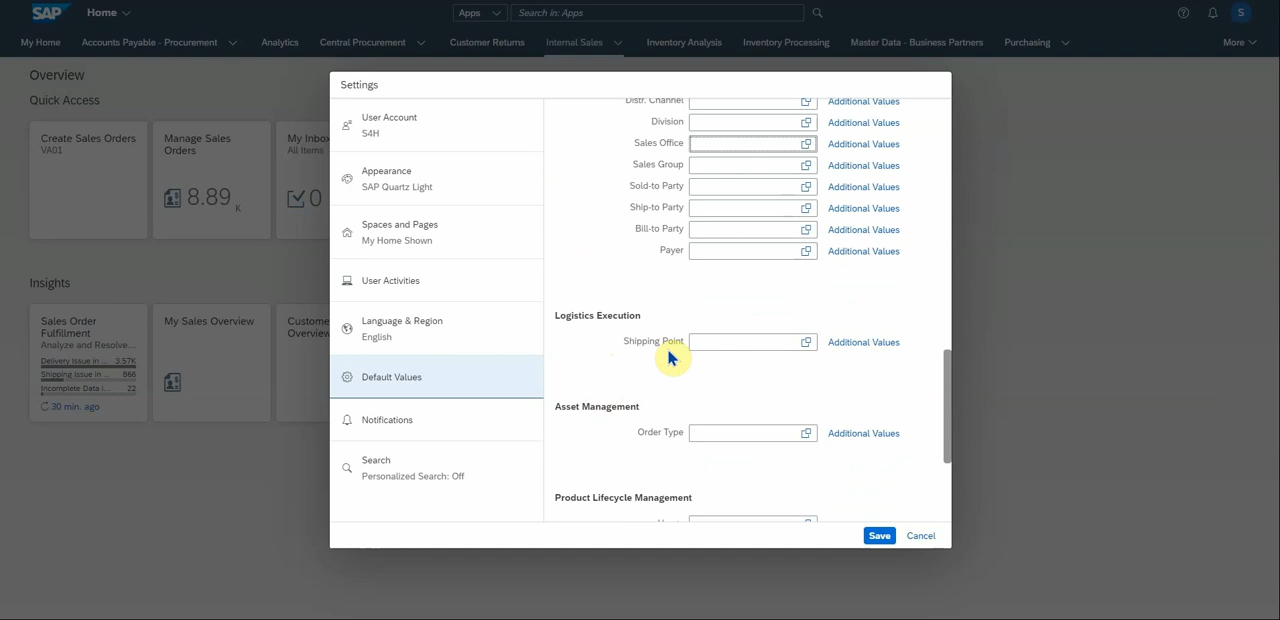 SAP
Home
Apps
Search in: Apps
S
My Home
Accounts Payable - Procurement
Analytics
Central Procurement
Customer Returns
Internal Sales
Inventory Analysis
Inventory Processing
Master Data - Business Partners
Purchasing
More
Overview
Quick Access
Create Sales Orders
VA01
Manage Sales
Orders
8.89
K
My Inbox
All Items
0
Insights
Sales Order
Fulfillment
Analyze and Resolve...
Delivery Issue in ... 3.57K
Shipping Issue in ... 866
Incomplete Data i... 22
30 min. ago
My Sales Overview
Custome
Overview
Settings
User Account
S4H
Appearance
SAP Quartz Light
Spaces and Pages
My Home Shown
User Activities
Language & Region
English
Default Values
Notifications
Search
Personalized Search: Off
Distr. Channel
Additional Values
Division
Additional Values
Sales Office
Additional Values
Sales Group
Additional Values
Sold-to Party
Additional Values
Ship-to Party
Additional Values
Bill-to Party
Additional Values
Payer
Additional Values
Logistics Execution
Shipping Point
Additional Values
Asset Management
Order Type
Additional Values
Product Lifecycle Management
Save
Cancel